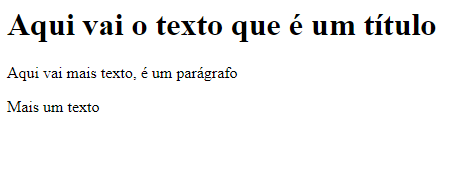 Aqui vai o texto que é um título
Aqui vai mais texto, é um parágrafo
Mais um texto